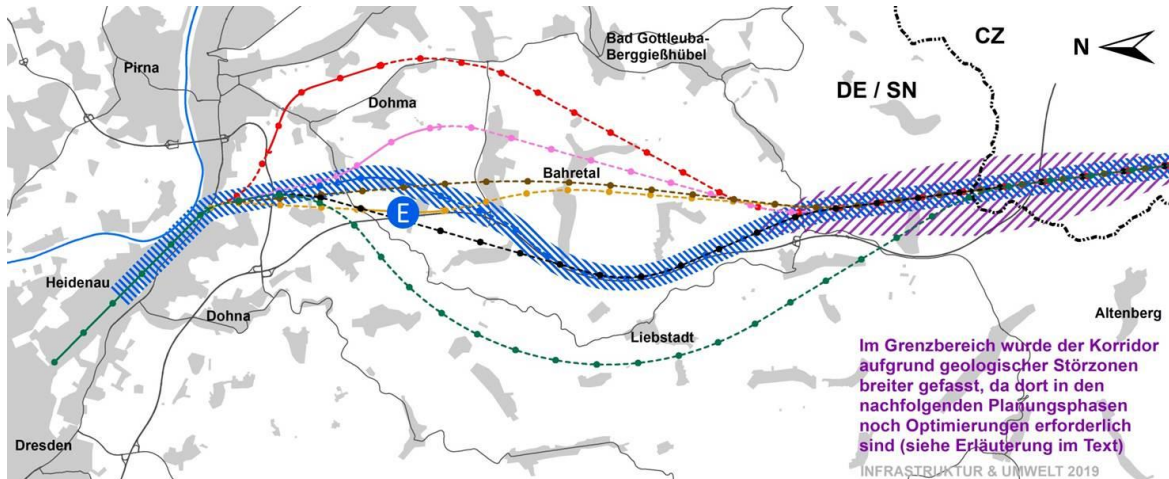 CZ
N
Bad Gottleuba-
Berggießhübel
Pirna
DE / SN
Dohma
Bahretal
E
Heidenau
Dohna
Liebstadt
Altenberg
Im Grenzbereich wurde der Korridor
aufgrund geologischer Störzonen
breiter gefasst, da dort in den
nachfolgenden Planungsphasen
noch Optimierungen erforderlich
sind (siehe Erläuterung im Text)
Dresden
INFRASTRUKTUR & UMWELT 2019